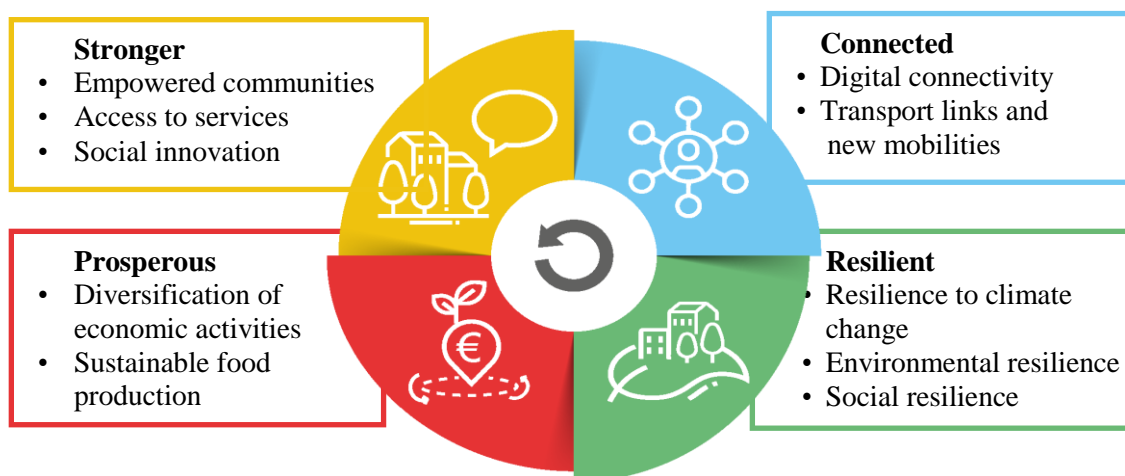 Stronger
• Empowered communities
• Access to services
• Social innovation
Connected
• Digital connectivity
• Transport links and
new mobilities
Prosperous
• Diversification of
economic activities
• Sustainable food
production
€
Resilient
• Resilience to climate
change
• Environmental resilience
• Social resilience